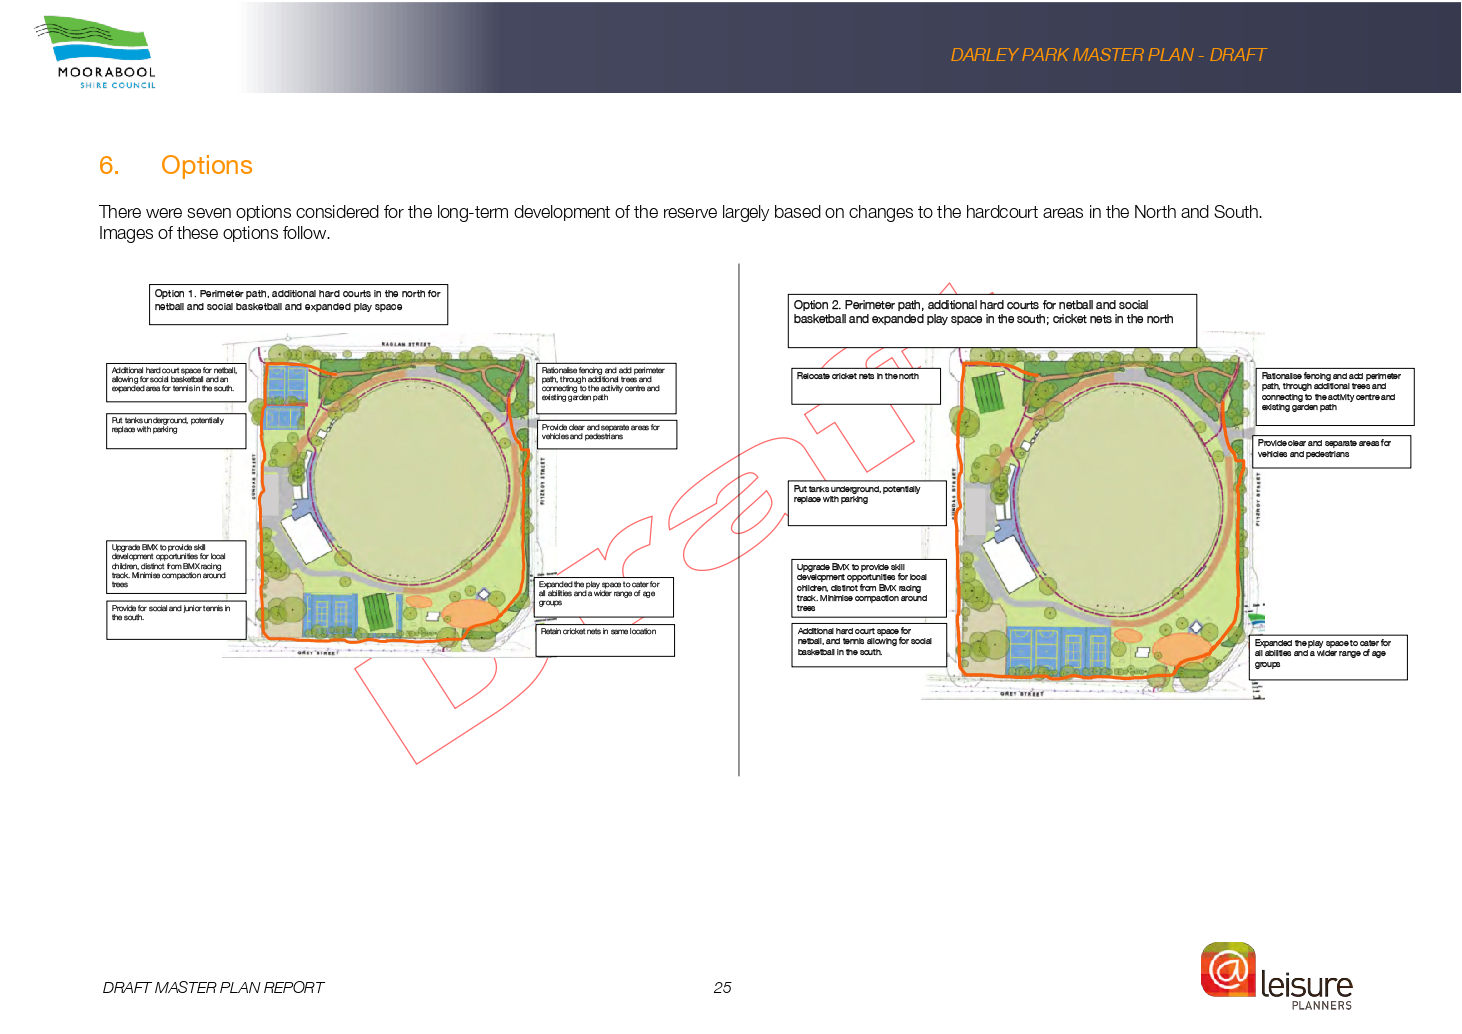 MOORABOOL
SHIRE COUNCIL
DARLEY PARK MASTER PLAN - DRAFT
6. Options
There were seven options considered for the long-term development of the reserve largely based on changes to the hardcourt areas in the North and South.
Images of these options follow.
Option 1. Perimeter path, additional hard courts in the north for
netball and social basketball and expanded play space
RAGLAN STREET
Additional hard court space for netball,
allowing for social basketball and an
expanded area for tennis in the south.
Put tanks underground, potentially
replace with parking
Upgrade BMX to provide skill
development opportunities for local
children, distinct from BMX racing
track. Minimise compaction around
trees
Provide for social and junior tennis in
the south.
Rationalise fencing and add perimeter
path, through additional trees and
connecting to the activity centre and
existing garden path
Provide clear and separate areas for
vehicles and pedestrians
FITZROY STREET
Expanded the play space to cater for
all abilities and a wider range of age
groups
Retain cricket nets in same location
GREY STREET
Option 2. Perimeter path, additional hard courts for netball and social
basketball and expanded play space in the south; cricket nets in the north
Relocate cricket nets in the north
Put tanks underground, potentially
replace with parking
Upgrade BMX to provide skill
development opportunities for local
children, distinct from BMX racing
track. Minimise compaction around
trees
Additional hard court space for
netball, and tennis allowing for social
basketball in the south.
Rationalise fencing and add perimeter
path, through additional trees and
connecting to the activity centre and
existing garden path
Provide clear and separate areas for
vehicles and pedestrians
FITZROY STREET
Expanded the play space to cater for
all abilities and a wider range of age
groups
GREY STREET
Draft
DRAFT MASTER PLAN REPORT
25
@leisure
PLANNERS